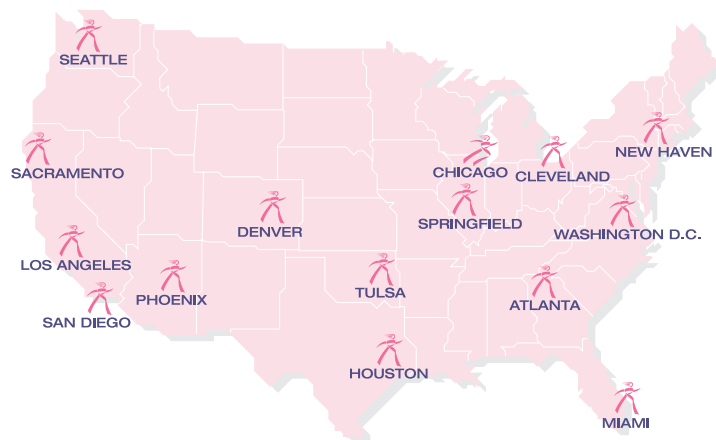 SEATTLE
NEW HAVEN
SACRAMENTO
CHICAGO
CLEVELAND
SPRINGFIELD
DENVER
WASHINGTON D.C.
LOS ANGELES
PHOENIX
TULSA
ATLANTA
SAN DIEGO
HOUSTON
MIAMI